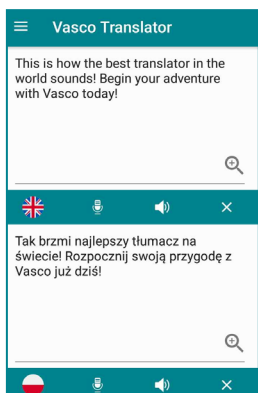 Vasco Translator
This is how the best translator in the
world sounds! Begin your adventure
with Vasco today!
Tak brzmi najlepszy tłumacz na
świecie! Rozpocznij swoją przygodę z
Vasco już dziś!